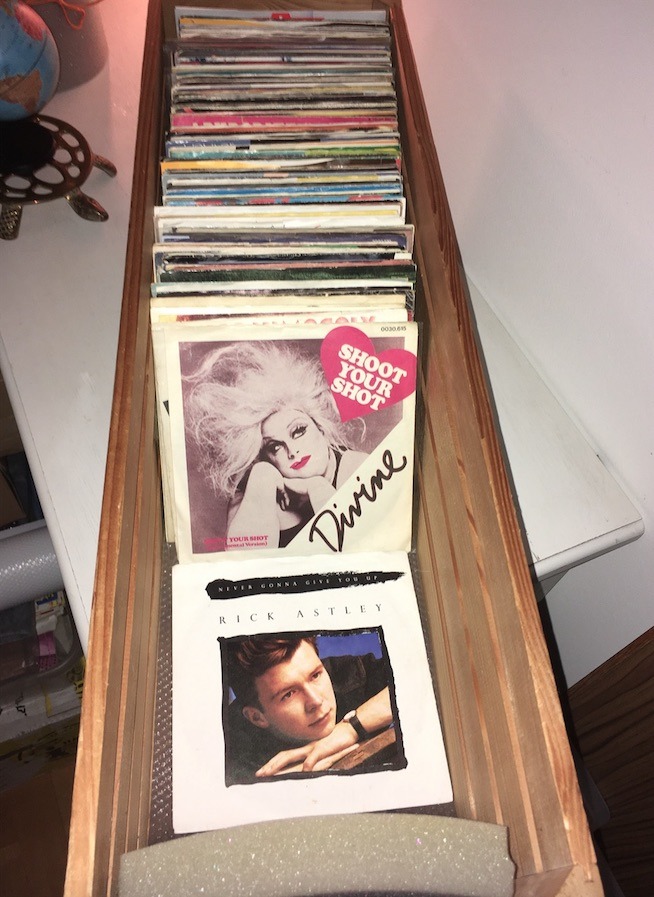 0030.615
SHOOT
YOUR
SHOT
Divine
YOUR SHOT
NEVER GONNA GIVE YOU UP
RICK ASTLEY